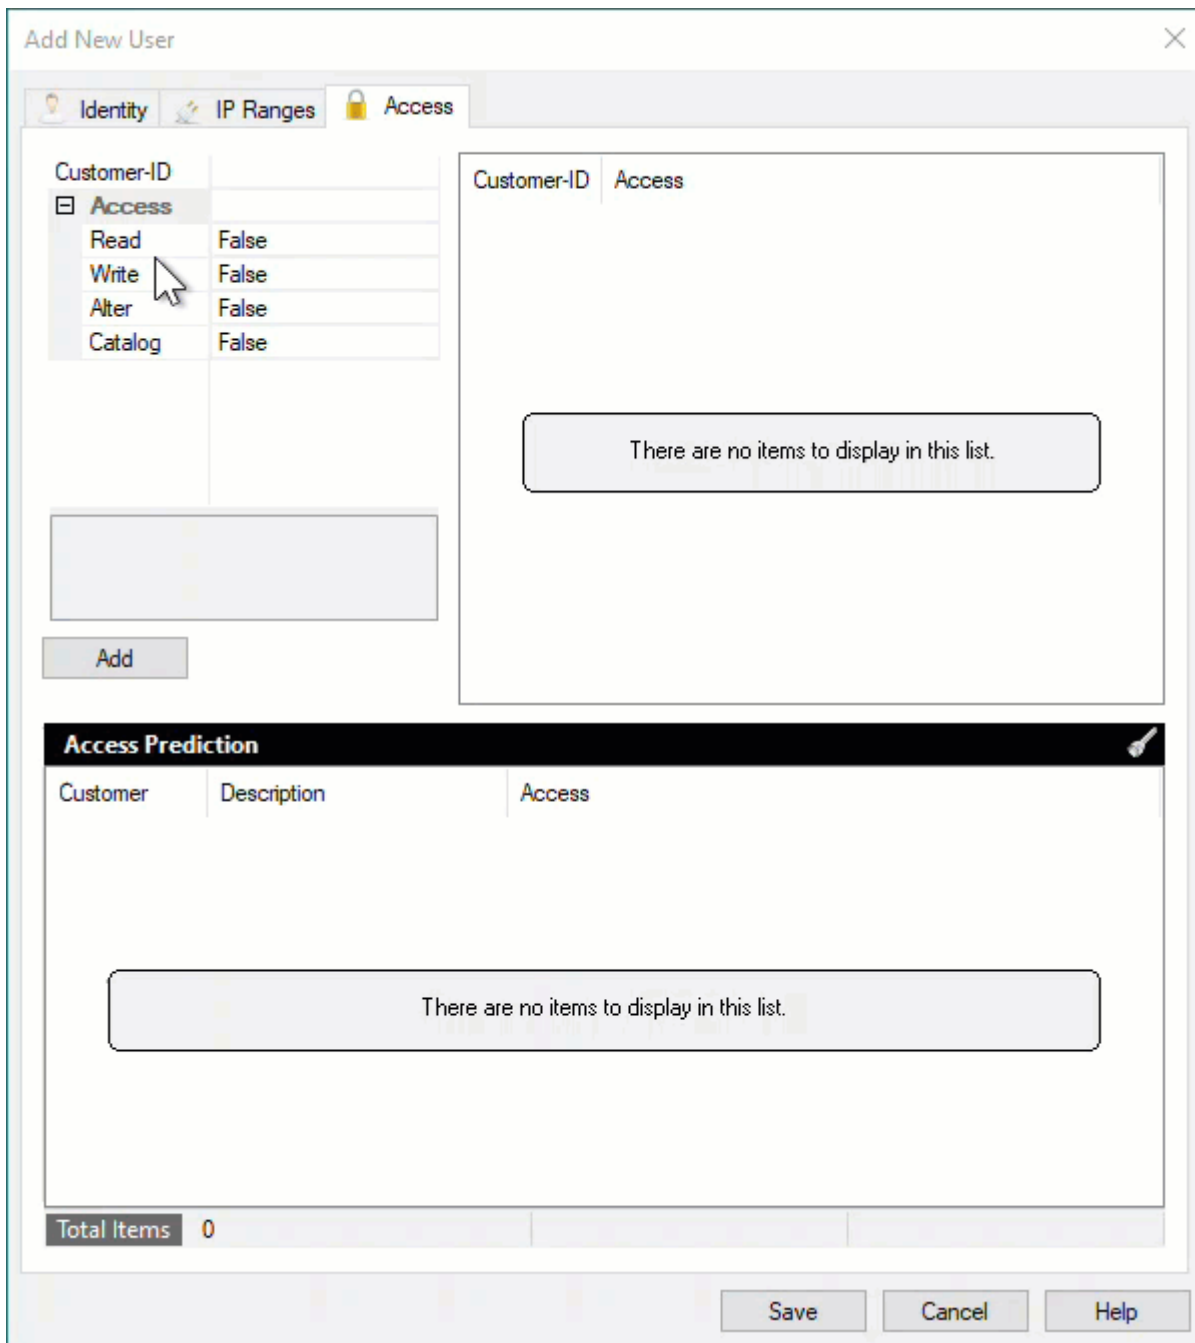 Add New User
Identity IP Ranges Access
Customer-ID
Access
Read False
Write False
Alter False
Catalog False
Add
Customer-ID Access
There are no items to display in this list.
Access Prediction
Customer Description Access
There are no items to display in this list.
Total Items 0
Save Cancel Help